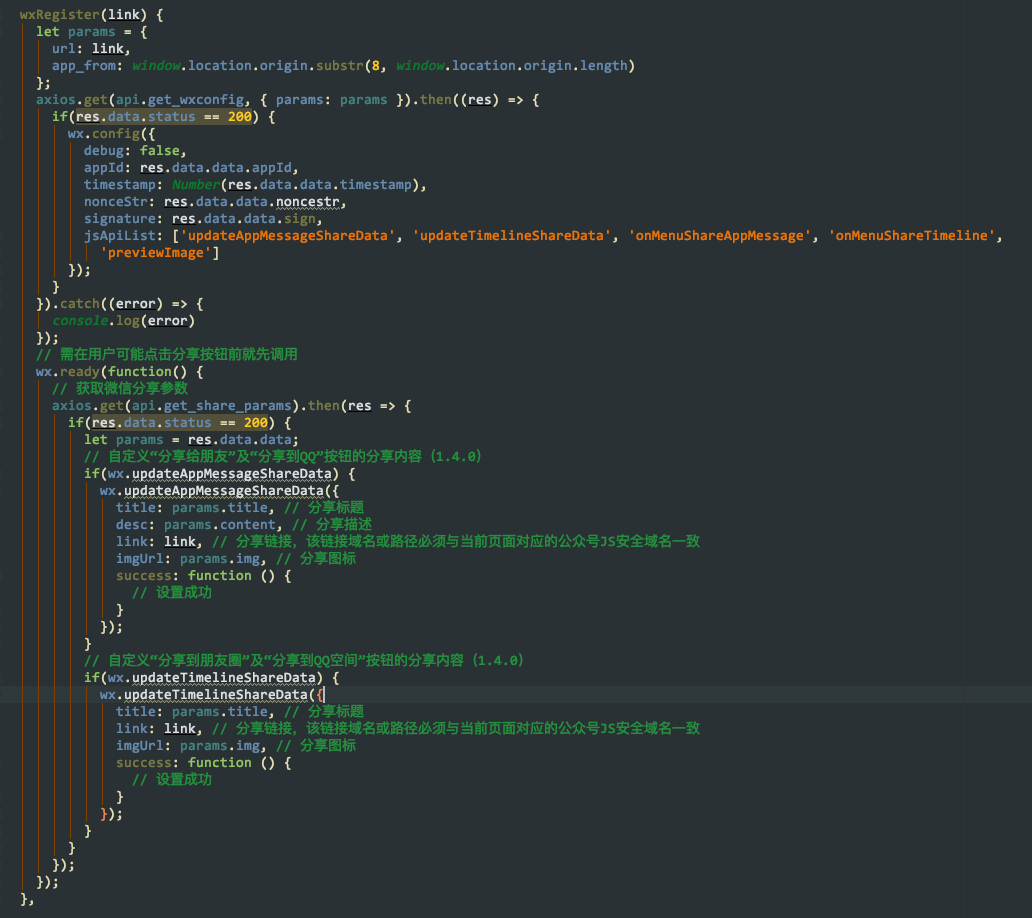 wxRegister(link) {
let params = {
url: link,
app_from: window.location.origin.substr(8, window.location.origin.length)
};
axios.get(api.get_wxconfig, { params: params }).then((res) => {
if(res.data.status == 200) {
wx.config({
debug: false,
appId: res.data.data.appId,
timestamp: Number(res.data.data.timestamp),
nonceStr: res.data.data.noncestr,
signature: res.data.data.sign,
jsApiList: ['updateAppMessageShareData', 'updateTimelineShareData', 'onMenuShareAppMessage', 'onMenuShareTimeline',
'previewImage']
});
}
}).catch((error) => {
console.log(error)
});
// 需在用户可能点击分享按钮前就先调用
wx.ready(function() {
// 获取微信分享参数
axios.get(api.get_share_params).then(res => {
if(res.data.status == 200) {
let params = res.data.data;
// 自定义“分享给朋友”及“分享到QQ”按钮的分享内容（1.4.0）
if(wx.updateAppMessageShareData) {
wx.updateAppMessageShareData({
title: params.title, // 分享标题
desc: params.content, // 分享描述
link: link, // 分享链接，该链接域名或路径必须与当前页面对应的公众号JS安全域名一致
imgUrl: params.img, // 分享图标
success: function () {
// 设置成功
}
});
}
// 自定义“分享到朋友圈”及“分享到QQ空间”按钮的分享内容（1.4.0）
if(wx.updateTimelineShareData) {
wx.updateTimelineShareData({
title: params.title, // 分享标题
link: link, // 分享链接，该链接域名或路径必须与当前页面对应的公众号JS安全域名一致
imgUrl: params.img, // 分享图标
success: function () {
// 设置成功
}
});
}
}
});
});
},